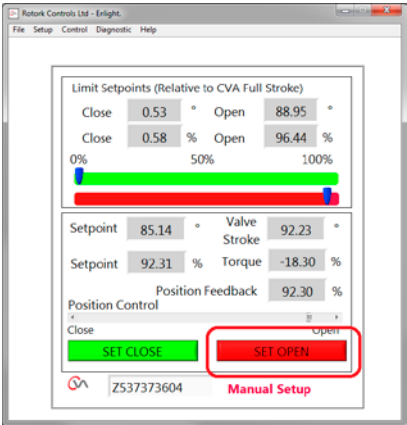 Rotork Controls Ltd - Enlight.
File Setup Control Diagnostic Help
Limit Setpoints (Relative to CVA Full Stroke)
Close 0.53 ° Open 88.95 °
Close 0.58 % Open 96.44 %
0% 50% 100%
Setpoint 85.14 ° Valve Stroke 92.23 °
Setpoint 92.31 % Torque -18.30 %
Position Feedback 92.30 %
Position Control
Close Open
SET CLOSE SET OPEN
CVA Z537373604 Manual Setup